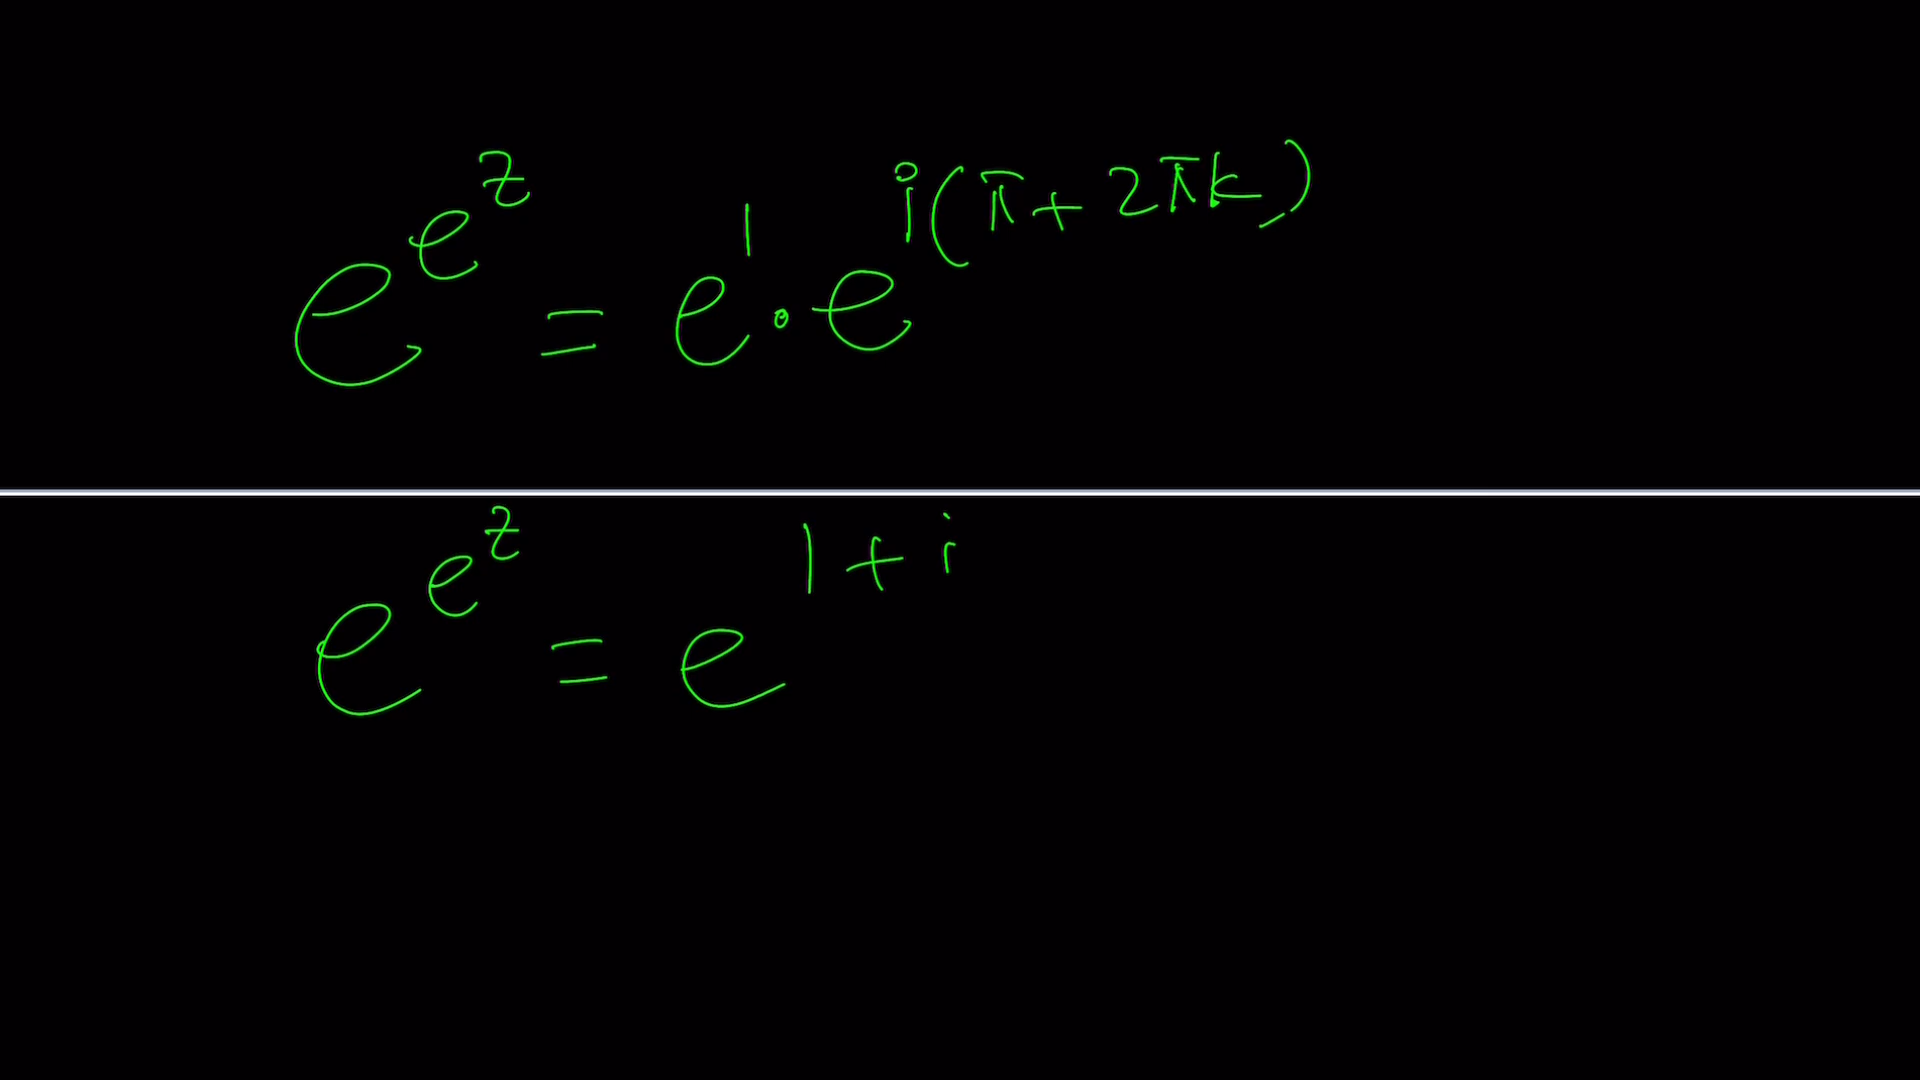 e^{e^z} = e^1 · e^{i(π + 2πk)}
e^{e^z} = e^{1 + i}